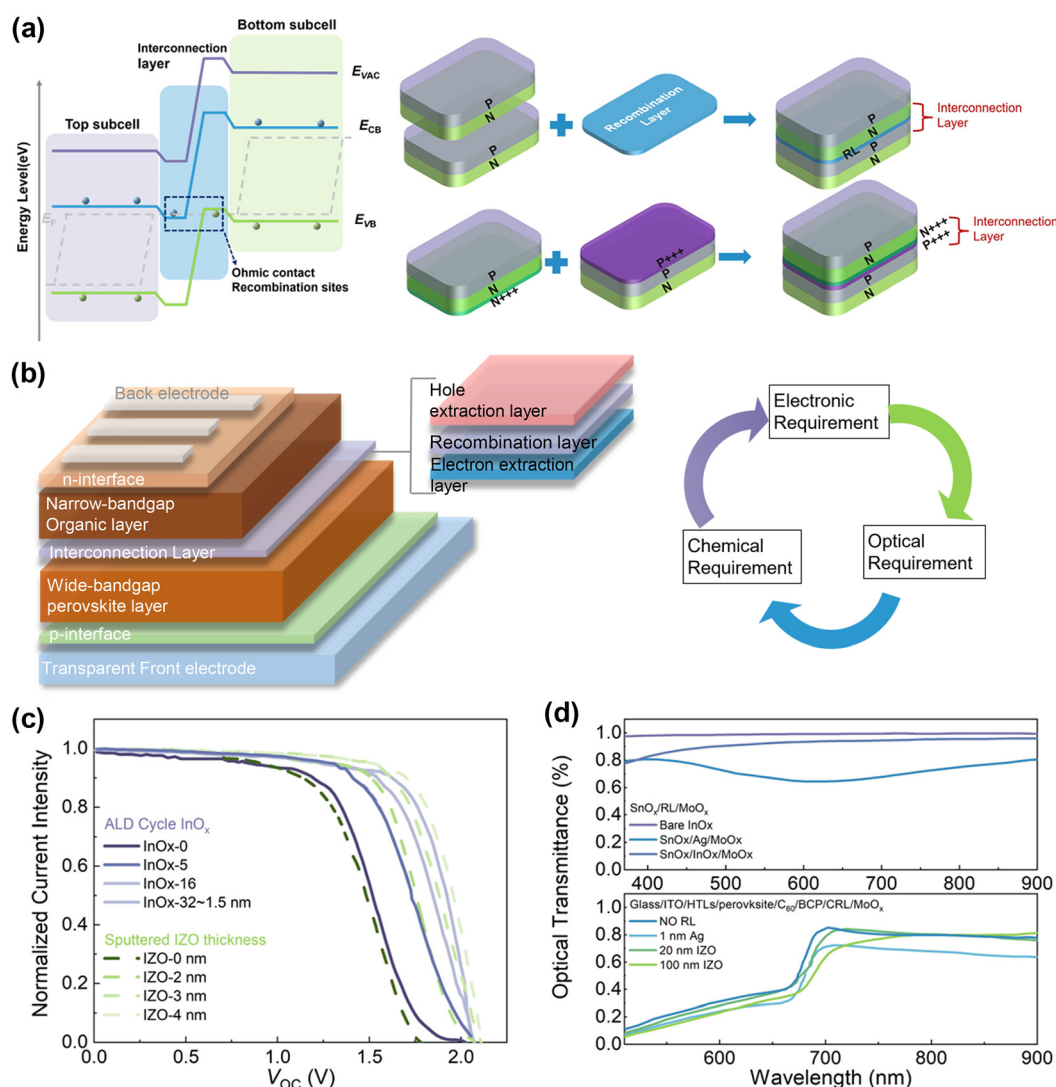 (a)
Bottom subcell
Interconnection
layer
Top subcell
Energy Level(eV)
EVAC
ECB
EF
EVB
Ohmic contact
Recombination sites
P
N
P
N
Recombination
Layer
RL
P
N
RL
P
N
Interconnection
Layer
P
N
N+++
P+++
P
N
P
N
P
N
N+++
P+++
Interconnection
Layer
(b)
Back electrode
n-interface
Narrow-bandgap
Organic layer
Interconnection Layer
Wide-bandgap
perovskite layer
p-interface
Transparent Front electrode
Hole
extraction layer
Recombination layer
Electron extraction
layer
Electronic
Requirement
Chemical
Requirement
Optical
Requirement
(c)
Normalized Current Intensity
1.0
0.8
0.6
0.4
0.2
0.0
ALD Cycle InOx
InOx-0
InOx-5
InOx-16
InOx-32~1.5 nm
Sputtered IZO thickness
IZO-0 nm
IZO-2 nm
IZO-3 nm
IZO-4 nm
0.0 0.5 1.0 1.5 2.0
VOC (V)
(d)
Optical Transmittance (%)
1.0
0.8
0.6
0.4
0.2
0.0
SnOx/RL/MoOx
Bare InOx
SnOx/Ag/MoOx
SnOx/InOx/MoOx
400 500 600 700 800 900
Glass/ITO/HTLs/perovksite/C60/BCP/CRL/MoOx
1.0
0.8
0.6
0.4
0.2
0.0
NO RL
1 nm Ag
20 nm IZO
100 nm IZO
600 700 800 900
Wavelength (nm)